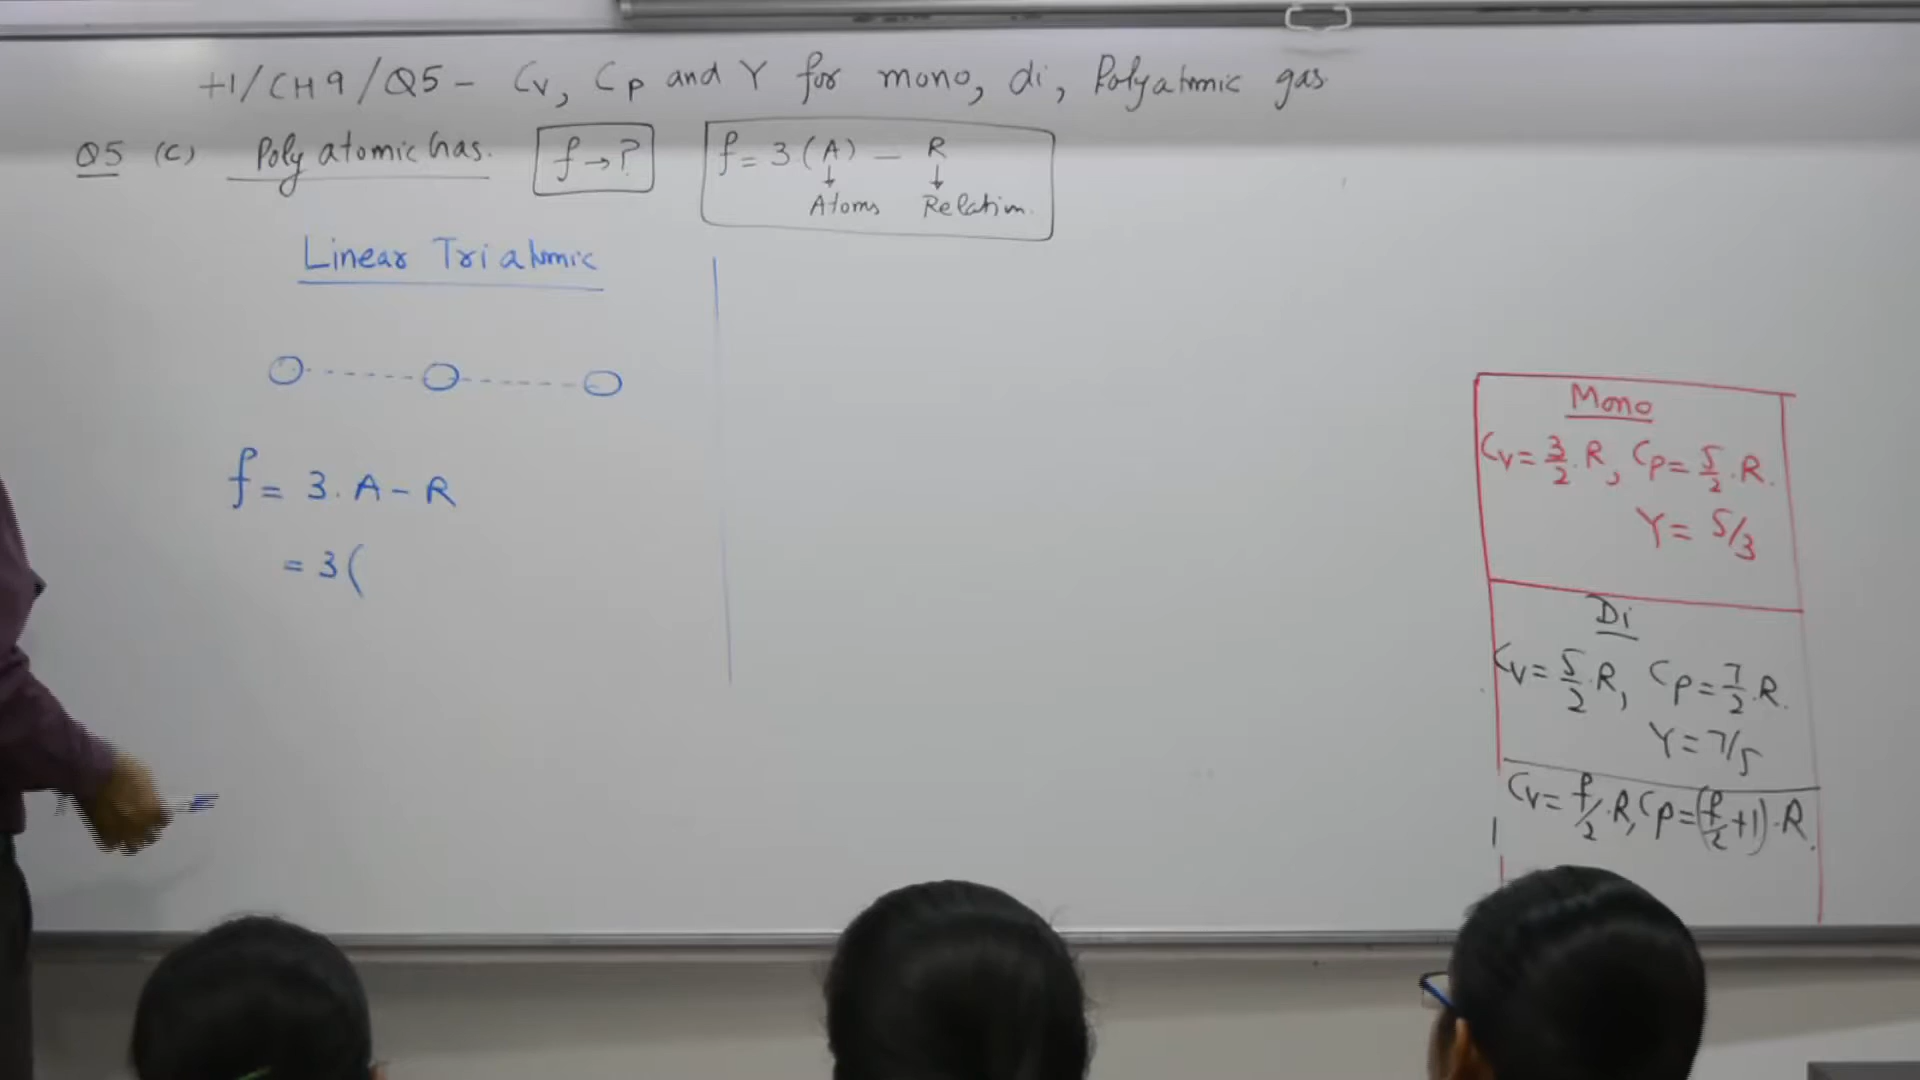 +1/CH9/Q5 - Cv, Cp and γ for mono, di, Polyatomic gas
Q5 (C) Poly atomic Gas. f→? f = 3(A) - R
↓ ↓
Atoms Relation.
Linear Triatomic
f = 3.A - R
= 3(
Mono
Cv = 3/2.R, Cp = 5/2.R.
γ = 5/3
Di
Cv = 5/2.R, Cp = 7/2.R.
γ = 7/5
Cv = f/2.R, Cp = (f/2+1).R.